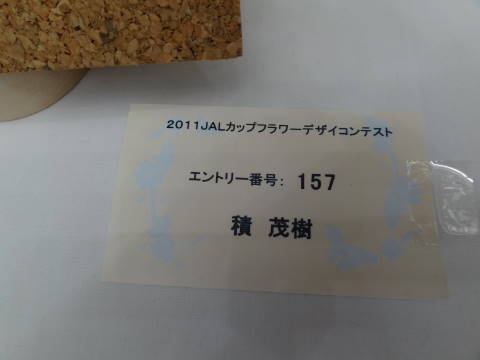 2011JALカップフラワーデザイコンテスト
エントリー番号: 157
積 茂樹